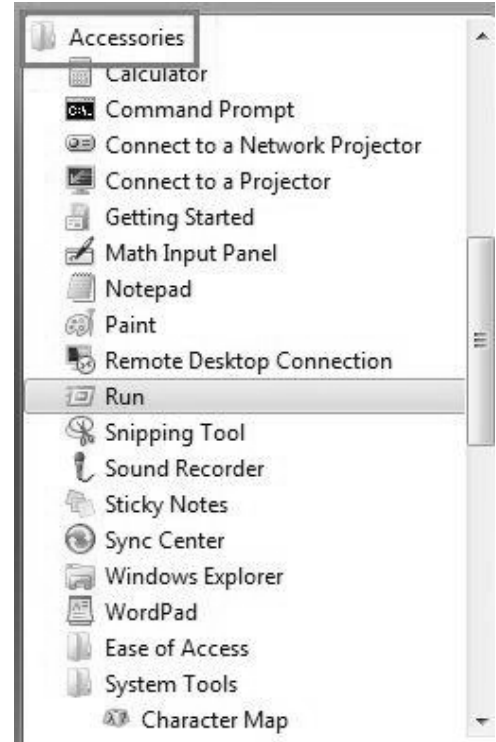 Accessories
Calculator
Command Prompt
Connect to a Network Projector
Connect to a Projector
Getting Started
Math Input Panel
Notepad
Paint
Remote Desktop Connection
Run
Snipping Tool
Sound Recorder
Sticky Notes
Sync Center
Windows Explorer
WordPad
Ease of Access
System Tools
Character Map